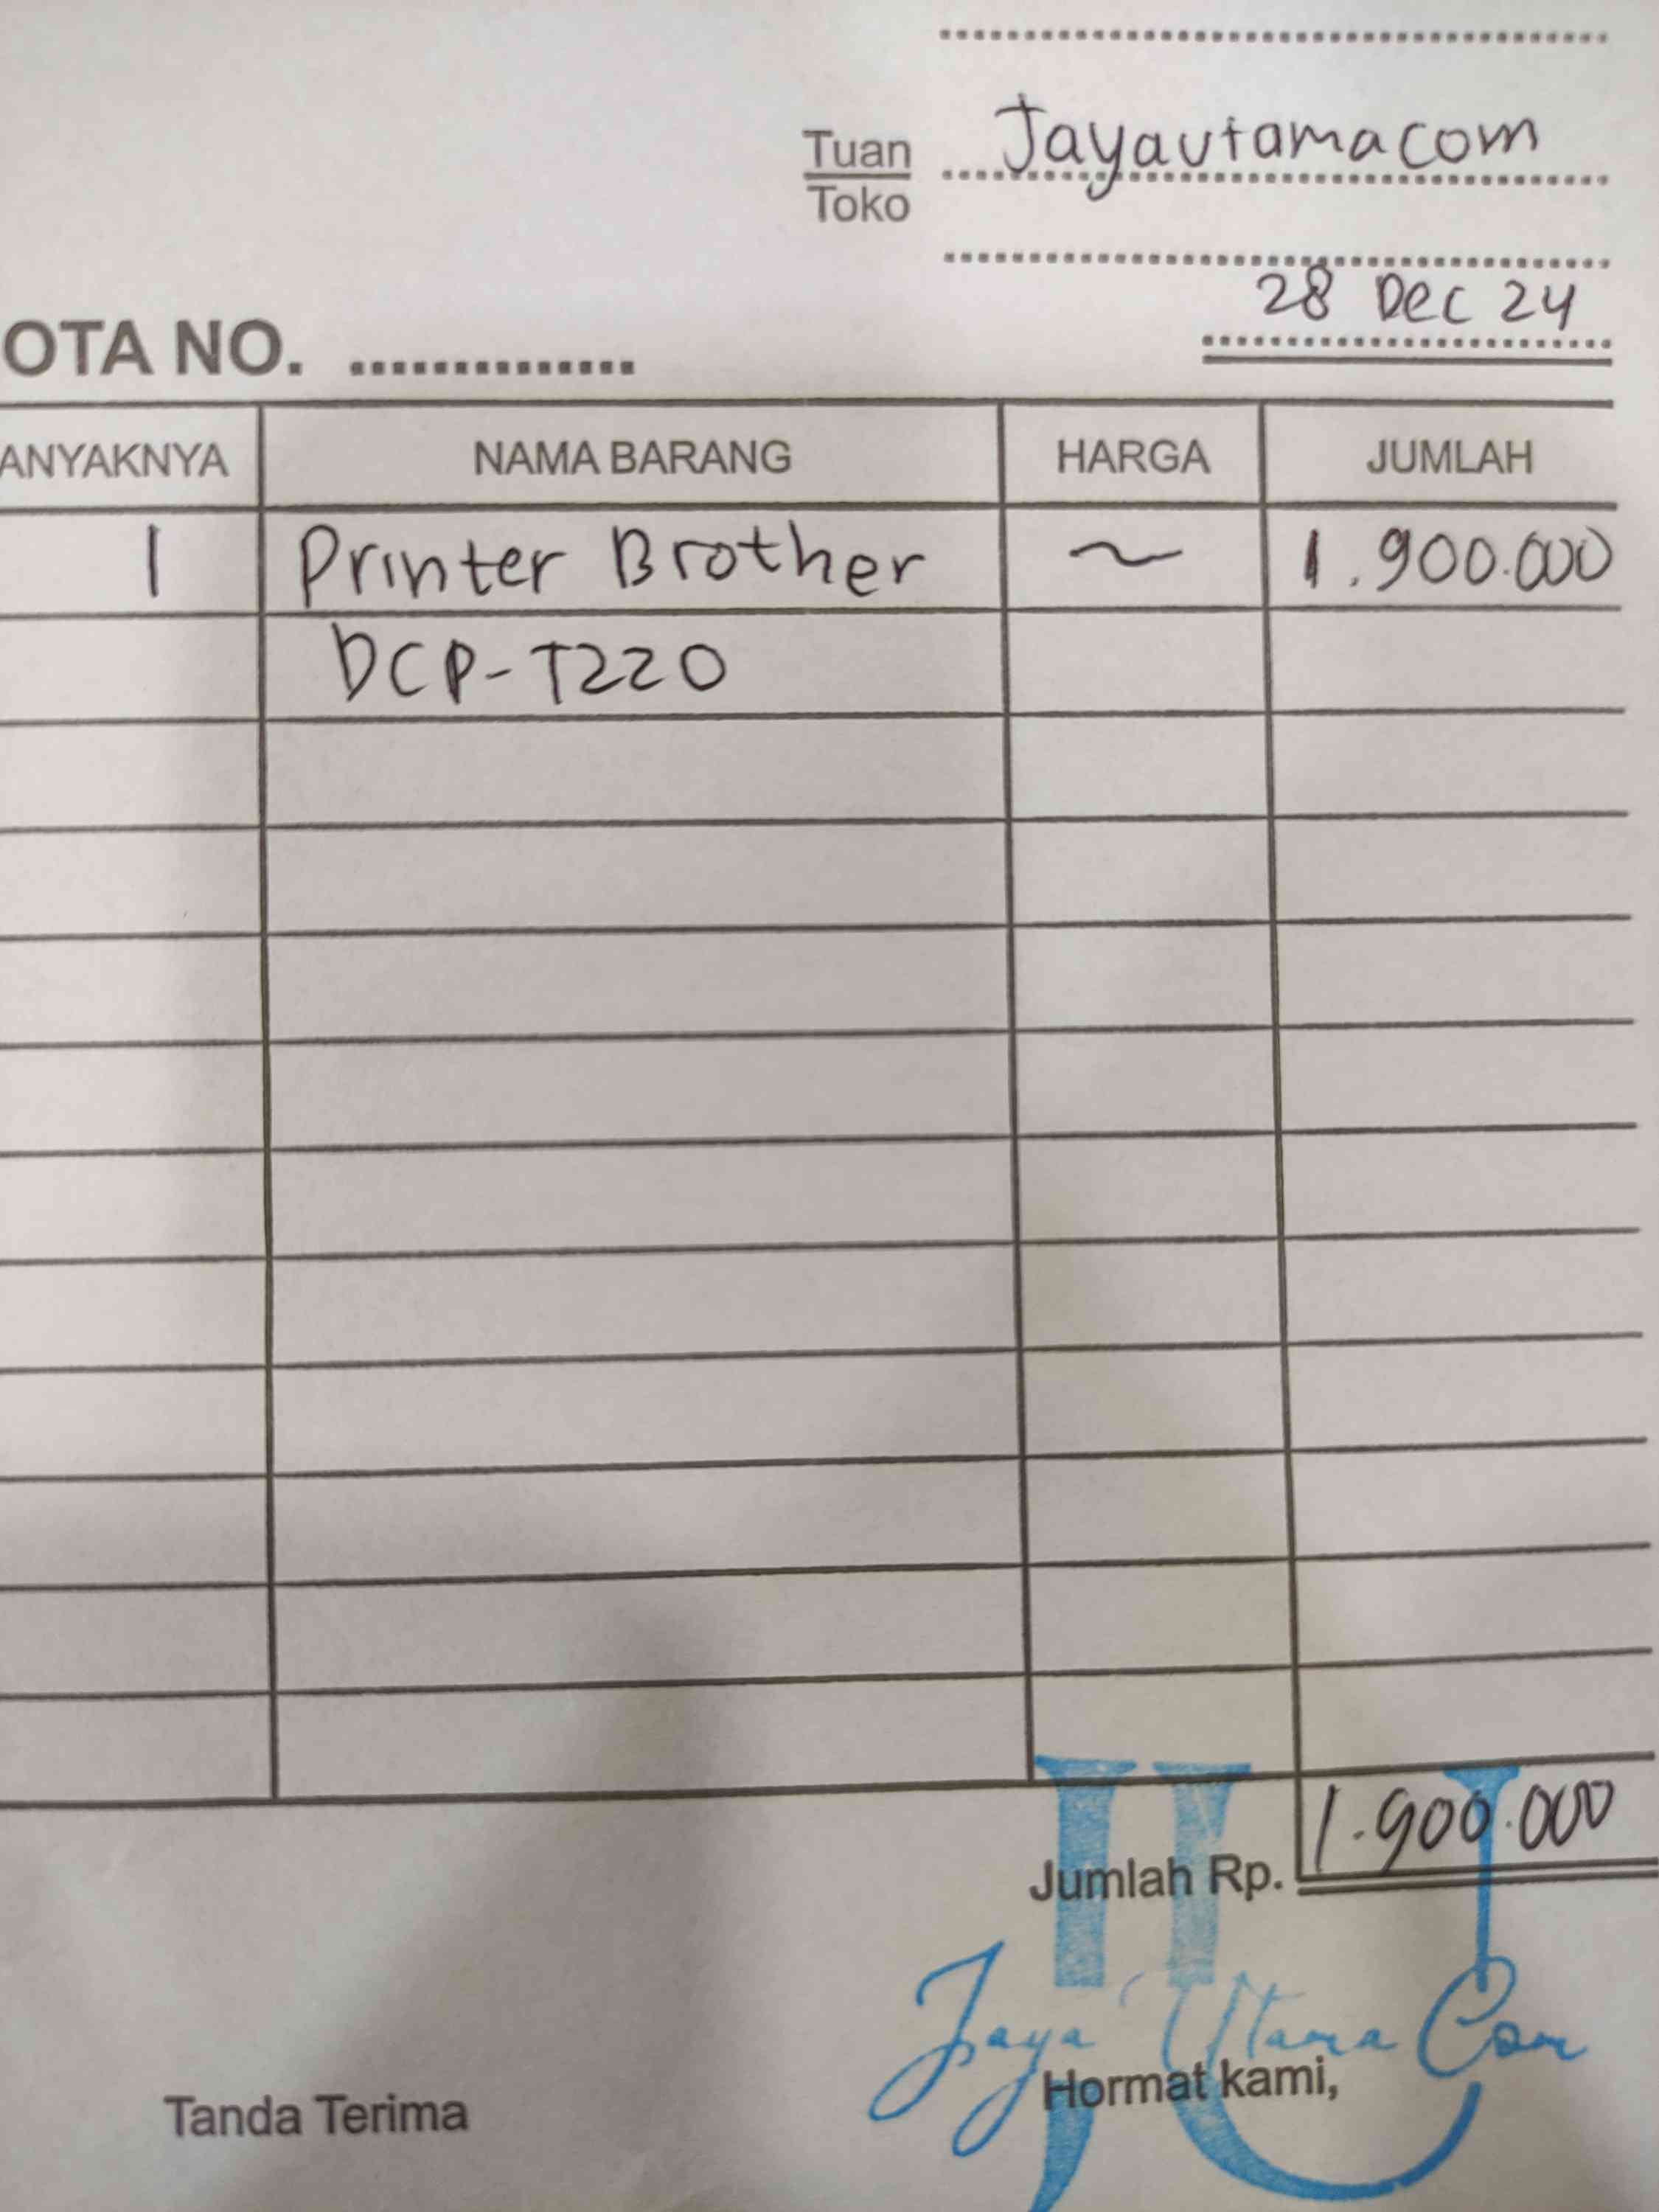 Tuan
Toko
Jayautamacom
28 Dec 24
OTA NO. ..............
ANYAKNYA NAMA BARANG HARGA JUMLAH
1 Printer Brother ~ 1.900.000
DCP-T220
Jumlah Rp. 1.900.000
JU
Jaya Utama Com
Tanda Terima Hormat kami,